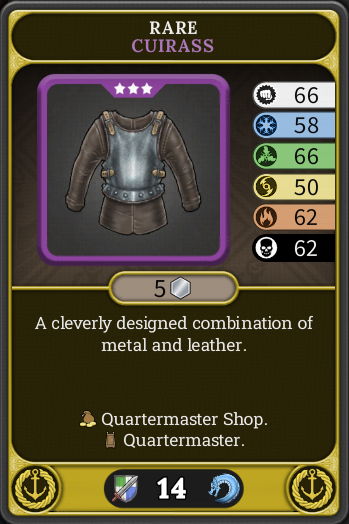 RARE
CUIRASS
66
58
66
50
62
62
5
A cleverly designed combination of
metal and leather.
Quartermaster Shop.
Quartermaster.
14